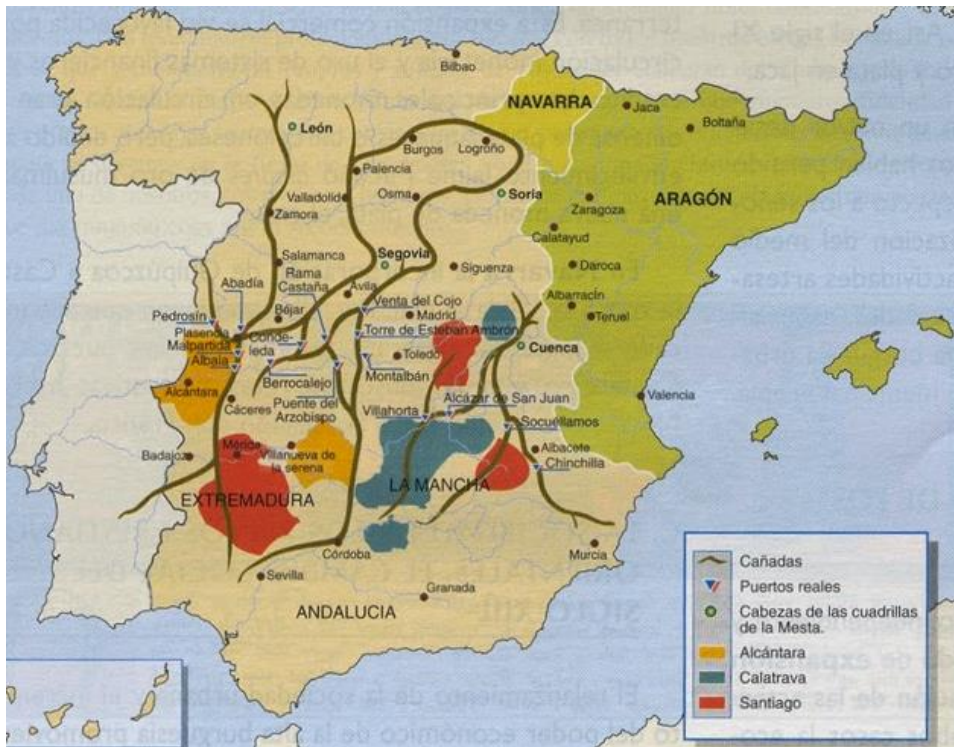 Bilbao
NAVARRA
León
Jaca
Boltaña
Burgos
Logroño
Palencia
ARAGÓN
Valladolid
Osma
Soria
Zaragoza
Zamora
Calatayud
Salamanca
Segovia
Siguenza
Daroca
Rama
Castaña
Abadía
Ávila
Venta del Cojo
Albarracín
Béjar
Madrid
Teruel
Pedrosín
Plasencia
Malpartida
Albala
Conde-
leda
Torre de Esteban Ambrón
Cuenca
Toledo
Berrocalejo
Montalbán
Alcántara
Cáceres
Puente del
Arzobispo
Villahorta
Alcázar de San Juan
Valencia
Socuéllamos
Mérida
Villanueva de
la serena
Albacete
Badajoz
Chinchilla
EXTREMADURA
LA MANCHA
Córdoba
Murcia
Sevilla
Granada
ANDALUCIA
Cañadas
Puertos reales
Cabezas de las cuadrillas
de la Mesta.
Alcántara
Calatrava
Santiago